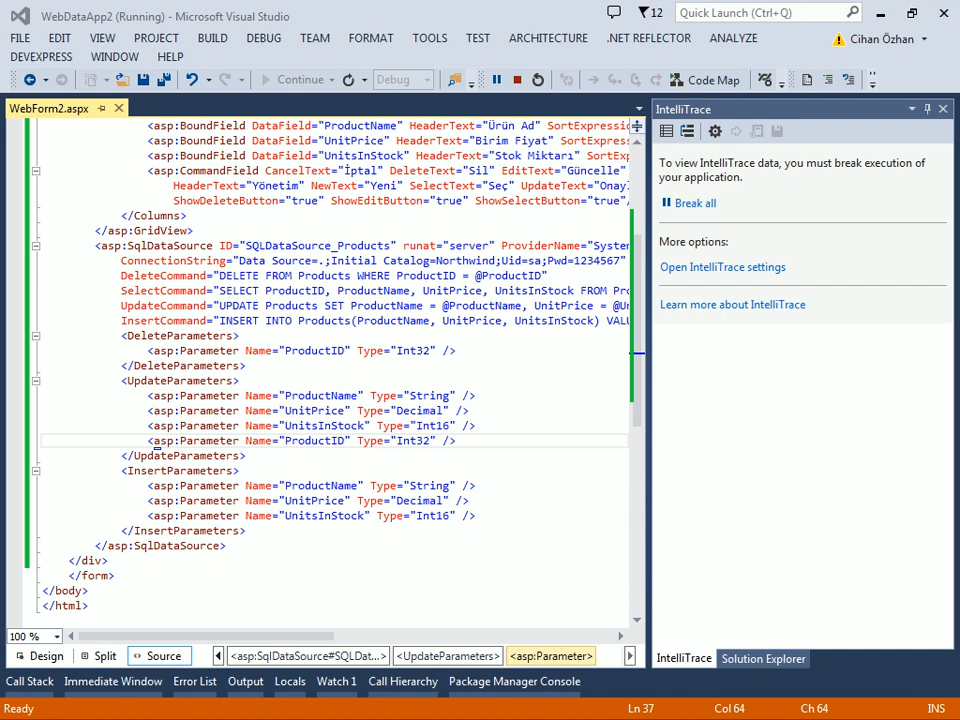 WebDataApp2 (Running) - Microsoft Visual Studio
12
Quick Launch (Ctrl+Q)
FILE EDIT VIEW PROJECT BUILD DEBUG TEAM FORMAT TOOLS TEST ARCHITECTURE .NET REFLECTOR ANALYZE
Cihan Özhan
DEVEXPRESS WINDOW HELP
Continue Debug Code Map
WebForm2.aspx
<asp:BoundField DataField="ProductName" HeaderText="Ürün Ad" SortExpressio
<asp:BoundField DataField="UnitPrice" HeaderText="Birim Fiyat" SortExpress
<asp:BoundField DataField="UnitsInStock" HeaderText="Stok Miktarı" SortExp
<asp:CommandField CancelText="İptal" DeleteText="Sil" EditText="Güncelle"
HeaderText="Yönetim" NewText="Yeni" SelectText="Seç" UpdateText="Onayl
ShowDeleteButton="true" ShowEditButton="true" ShowSelectButton="true"/
</Columns>
</asp:GridView>
<asp:SqlDataSource ID="SQLDataSource_Products" runat="server" ProviderName="System
ConnectionString="Data Source=.;Initial Catalog=Northwind;Uid=sa;Pwd=1234567"
DeleteCommand="DELETE FROM Products WHERE ProductID = @ProductID"
SelectCommand="SELECT ProductID, ProductName, UnitPrice, UnitsInStock FROM Pro
UpdateCommand="UPDATE Products SET ProductName = @ProductName, UnitPrice = @Un
InsertCommand="INSERT INTO Products(ProductName, UnitPrice, UnitsInStock) VALU
<DeleteParameters>
<asp:Parameter Name="ProductID" Type="Int32" />
</DeleteParameters>
<UpdateParameters>
<asp:Parameter Name="ProductName" Type="String" />
<asp:Parameter Name="UnitPrice" Type="Decimal" />
<asp:Parameter Name="UnitsInStock" Type="Int16" />
<asp:Parameter Name="ProductID" Type="Int32" />
</UpdateParameters>
<InsertParameters>
<asp:Parameter Name="ProductName" Type="String" />
<asp:Parameter Name="UnitPrice" Type="Decimal" />
<asp:Parameter Name="UnitsInStock" Type="Int16" />
</InsertParameters>
</asp:SqlDataSource>
</div>
</form>
</body>
</html>
100 %
Design Split Source <asp:SqlDataSource#SQLDat...> <UpdateParameters> <asp:Parameter>
IntelliTrace
To view IntelliTrace data, you must break execution of
your application.
Break all
More options:
Open IntelliTrace settings
Learn more about IntelliTrace
IntelliTrace Solution Explorer
Call Stack Immediate Window Error List Output Locals Watch 1 Call Hierarchy Package Manager Console
Ready Ln 37 Col 64 Ch 64 INS